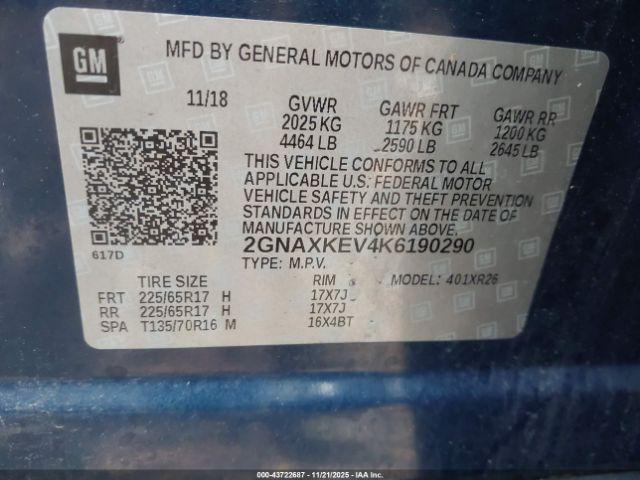 GM
MFD BY GENERAL MOTORS OF CANADA COMPANY
11/18 GVWR GAWR FRT GAWR RR
2025 KG 1175 KG 1200 KG
4464 LB 2590 LB 2645 LB
THIS VEHICLE CONFORMS TO ALL
APPLICABLE U.S. FEDERAL MOTOR
VEHICLE SAFETY AND THEFT PREVENTION
STANDARDS IN EFFECT ON THE DATE OF
MANUFACTURE SHOWN ABOVE.
617D 2GNAXKEV4K6190290
TYPE: M.P.V. MODEL: 401XR26
TIRE SIZE RIM
FRT 225/65R17 H 17X7J
RR 225/65R17 H 17X7J
SPA T135/70R16 M 16X4BT
00-43722687 - 11/21/2025 - IAA Inc.